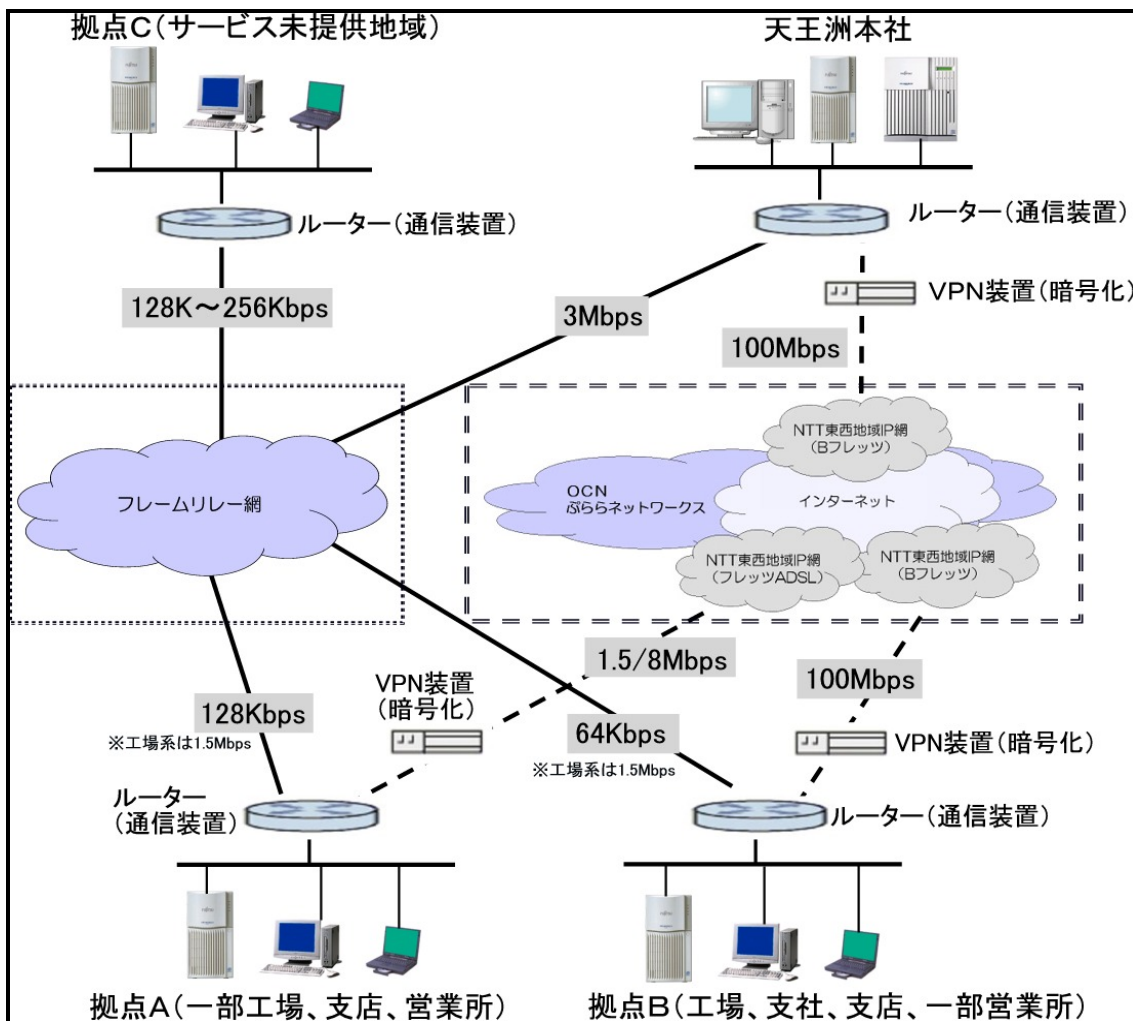 拠点C(サービス未提供地域)
天王洲本社
ルーター(通信装置)
ルーター(通信装置)
VPN装置(暗号化)
128K～256Kbps
3Mbps
100Mbps
NTT東西地域IP網
(Bフレッツ)
フレームリレー網
OCN
ぷららネットワークス
インターネット
NTT東西地域IP網
(フレッツADSL)
NTT東西地域IP網
(Bフレッツ)
1.5/8Mbps
100Mbps
VPN装置
(暗号化)
128Kbps
※工場系は1.5Mbps
64Kbps
※工場系は1.5Mbps
VPN装置(暗号化)
ルーター
(通信装置)
ルーター(通信装置)
拠点A(一部工場、支店、営業所)
拠点B(工場、支社、支店、一部営業所)